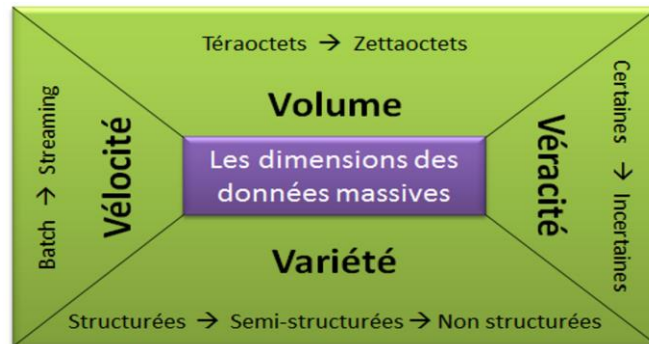 Téraoctets → Zettaoctets
Volume
Batch → Streaming
Vélocité
Les dimensions des
données massives
Véracité
Certaines → Incertaines
Variété
Structurées → Semi-structurées → Non structurées